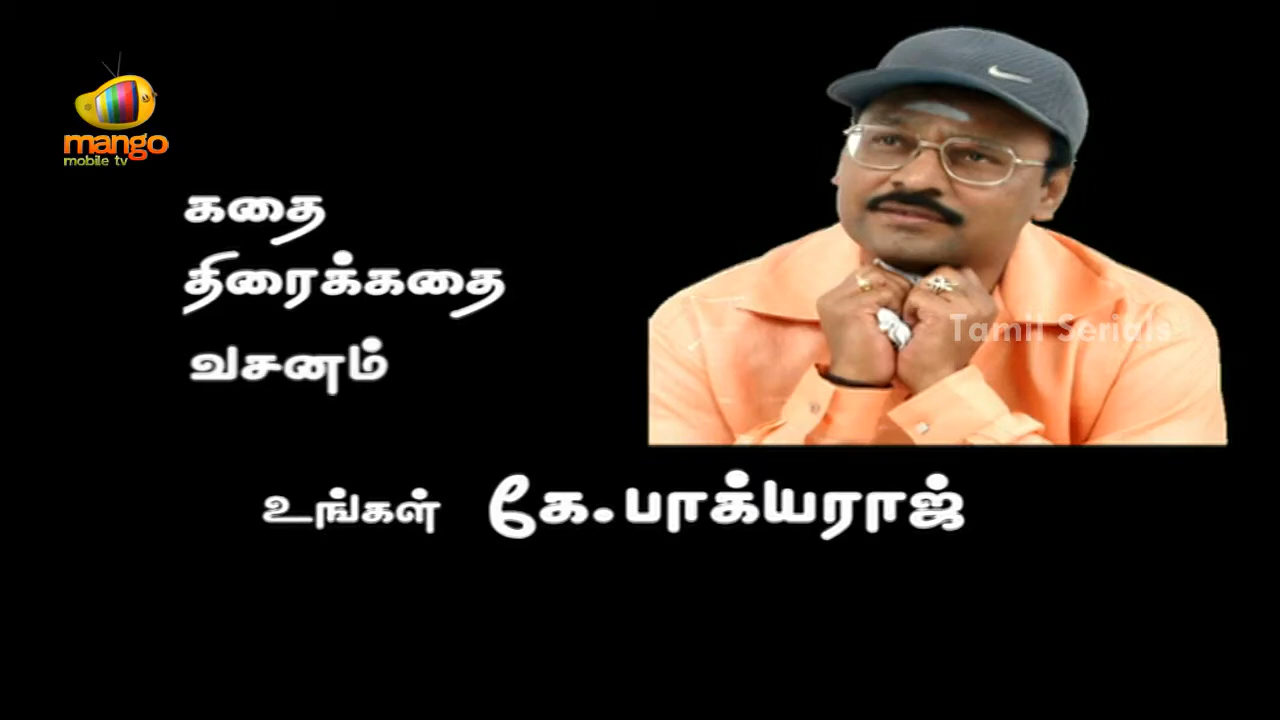 mango
mobile tv
கதை
திரைக்கதை
வசனம்
Tamil Serials
உங்கள் கே.பாக்யராஜ்